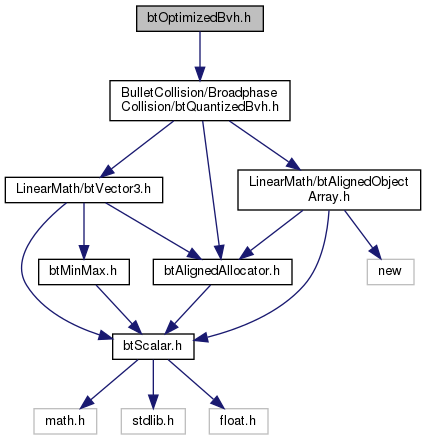 btOptimizedBvh.h
BulletCollision/Broadphase
Collision/btQuantizedBvh.h
LinearMath/btVector3.h
LinearMath/btAlignedObject
Array.h
btMinMax.h
btAlignedAllocator.h
new
btScalar.h
math.h
stdlib.h
float.h